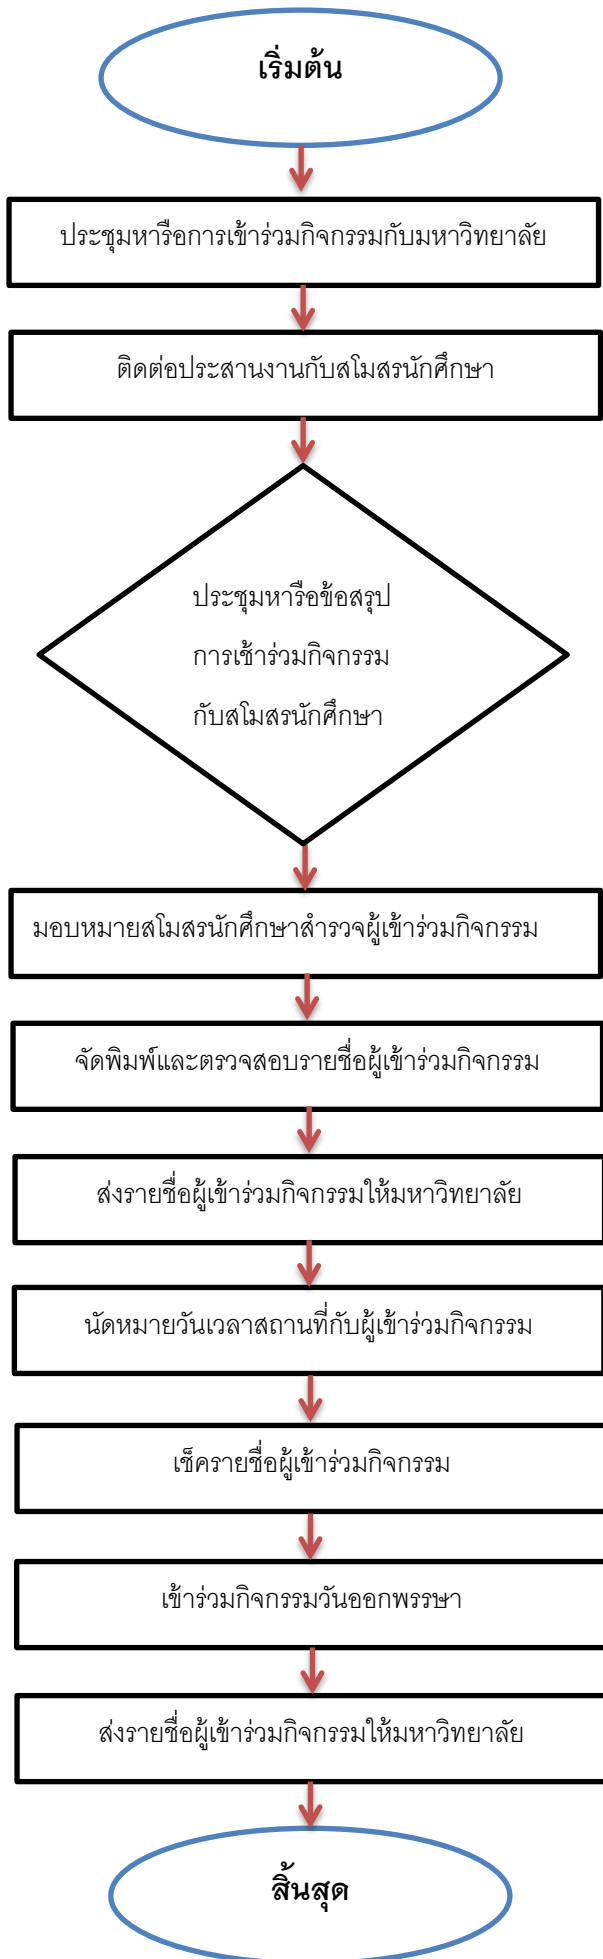 เริ่มต้น
ประชุมหารือการเข้าร่วมกิจกรรมกับมหาวิทยาลัย
ติดต่อประสานงานกับสโมสรนักศึกษา
ประชุมหารือข้อสรุป
การเข้าร่วมกิจกรรม
กับสโมสรนักศึกษา
มอบหมายสโมสรนักศึกษาสำรวจผู้เข้าร่วมกิจกรรม
จัดพิมพ์และตรวจสอบรายชื่อผู้เข้าร่วมกิจกรรม
ส่งรายชื่อผู้เข้าร่วมกิจกรรมให้มหาวิทยาลัย
นัดหมายวันเวลาสถานที่กับผู้เข้าร่วมกิจกรรม
เช็ครายชื่อผู้เข้าร่วมกิจกรรม
เข้าร่วมกิจกรรมวันออกพรรษา
ส่งรายชื่อผู้เข้าร่วมกิจกรรมให้มหาวิทยาลัย
สิ้นสุด